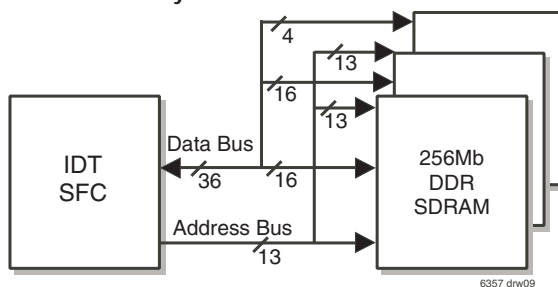 4
13
16
13
Data Bus
36
16
IDT
SFC
256Mb
DDR
SDRAM
Address Bus
13
6357 drw09